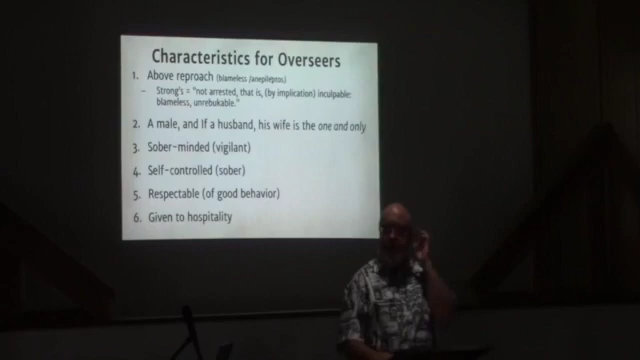 Characteristics for Overseers
1. Above reproach (blameless /anepileptos)
– Strong's = "not arrested, that is, (by implication) inculpable:
blameless, unrebukable."
2. A male, and If a husband, his wife is the one and only
3. Sober-minded (vigilant)
4. Self-controlled (sober)
5. Respectable (of good behavior)
6. Given to hospitality